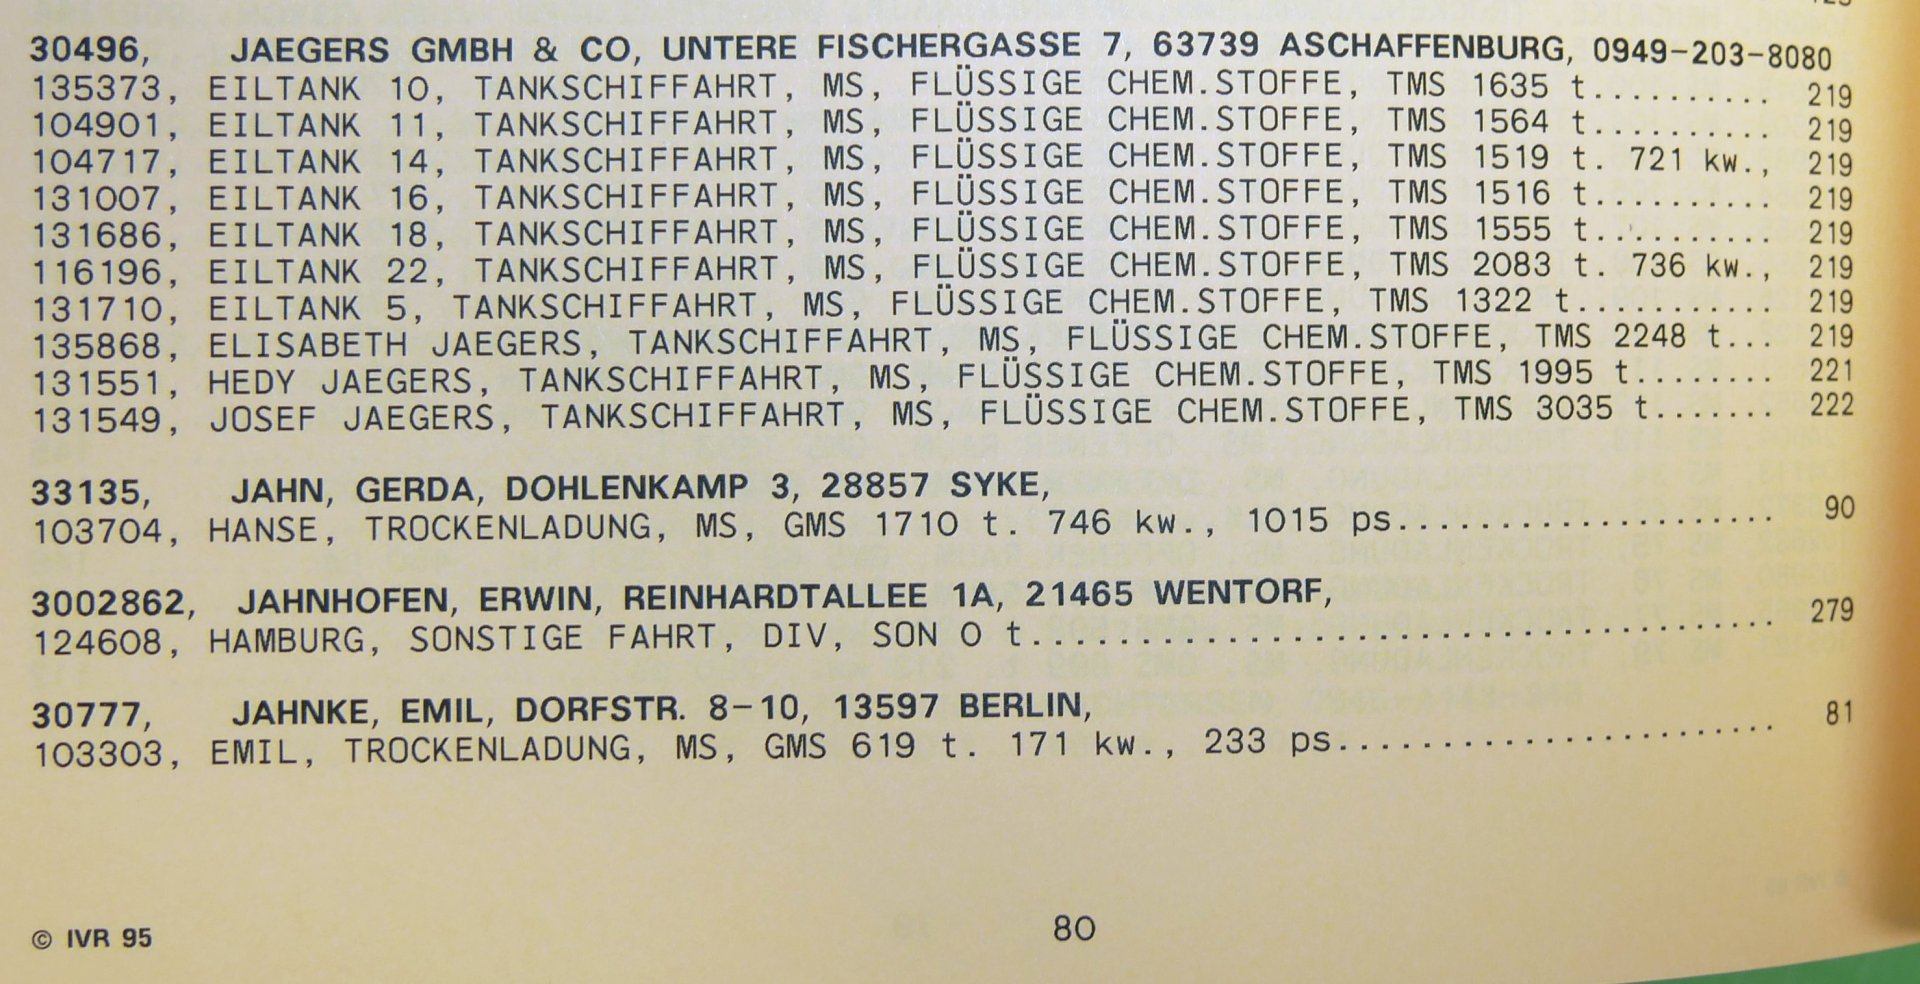 30496, JAEGERS GMBH & CO, UNTERE FISCHERGASSE 7, 63739 ASCHAFFENBURG, 0949-203-8080
135373, EILTANK 10, TANKSCHIFFAHRT, MS, FLÜSSIGE CHEM.STOFFE, TMS 1635 t.......... 219
104901, EILTANK 11, TANKSCHIFFAHRT, MS, FLÜSSIGE CHEM.STOFFE, TMS 1564 t.......... 219
104717, EILTANK 14, TANKSCHIFFAHRT, MS, FLÜSSIGE CHEM.STOFFE, TMS 1519 t. 721 kw., 219
131007, EILTANK 16, TANKSCHIFFAHRT, MS, FLÜSSIGE CHEM.STOFFE, TMS 1516 t.......... 219
131686, EILTANK 18, TANKSCHIFFAHRT, MS, FLÜSSIGE CHEM.STOFFE, TMS 1555 t.......... 219
116196, EILTANK 22, TANKSCHIFFAHRT, MS, FLÜSSIGE CHEM.STOFFE, TMS 2083 t. 736 kw., 219
131710, EILTANK 5, TANKSCHIFFAHRT, MS, FLÜSSIGE CHEM.STOFFE, TMS 1322 t........... 219
135868, ELISABETH JAEGERS, TANKSCHIFFAHRT, MS, FLÜSSIGE CHEM.STOFFE, TMS 2248 t... 219
131551, HEDY JAEGERS, TANKSCHIFFAHRT, MS, FLÜSSIGE CHEM.STOFFE, TMS 1995 t........ 221
131549, JOSEF JAEGERS, TANKSCHIFFAHRT, MS, FLÜSSIGE CHEM.STOFFE, TMS 3035 t....... 222
33135, JAHN, GERDA, DOHLENKAMP 3, 28857 SYKE,
103704, HANSE, TROCKENLADUNG, MS, GMS 1710 t. 746 kw., 1015 ps.................. 90
3002862, JAHNHOFEN, ERWIN, REINHARDTALLEE 1A, 21465 WENTORF,
124608, HAMBURG, SONSTIGE FAHRT, DIV, SON 0 t................................... 279
30777, JAHNKE, EMIL, DORFSTR. 8-10, 13597 BERLIN,
103303, EMIL, TROCKENLADUNG, MS, GMS 619 t. 171 kw., 233 ps..................... 81
© IVR 95
80